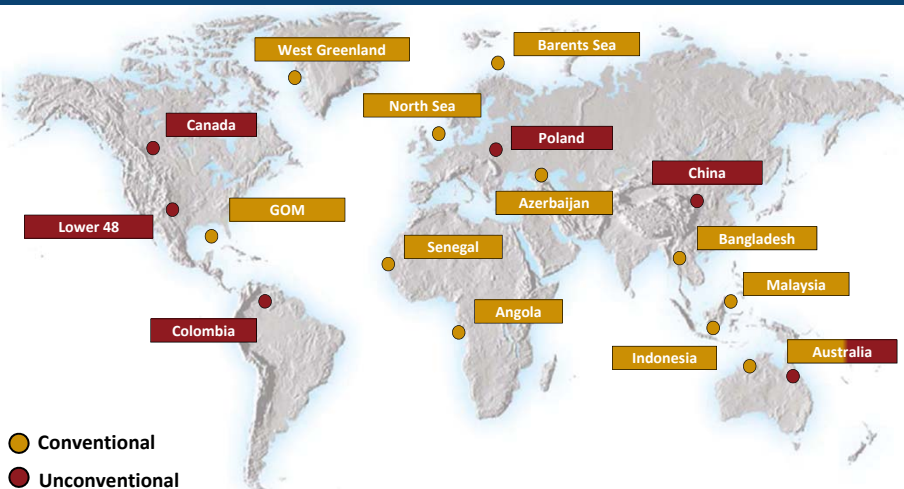 West Greenland
Barents Sea
North Sea
Canada
Poland
China
Azerbaijan
GOM
Lower 48
Senegal
Bangladesh
Malaysia
Angola
Colombia
Indonesia
Australia
Conventional
Unconventional